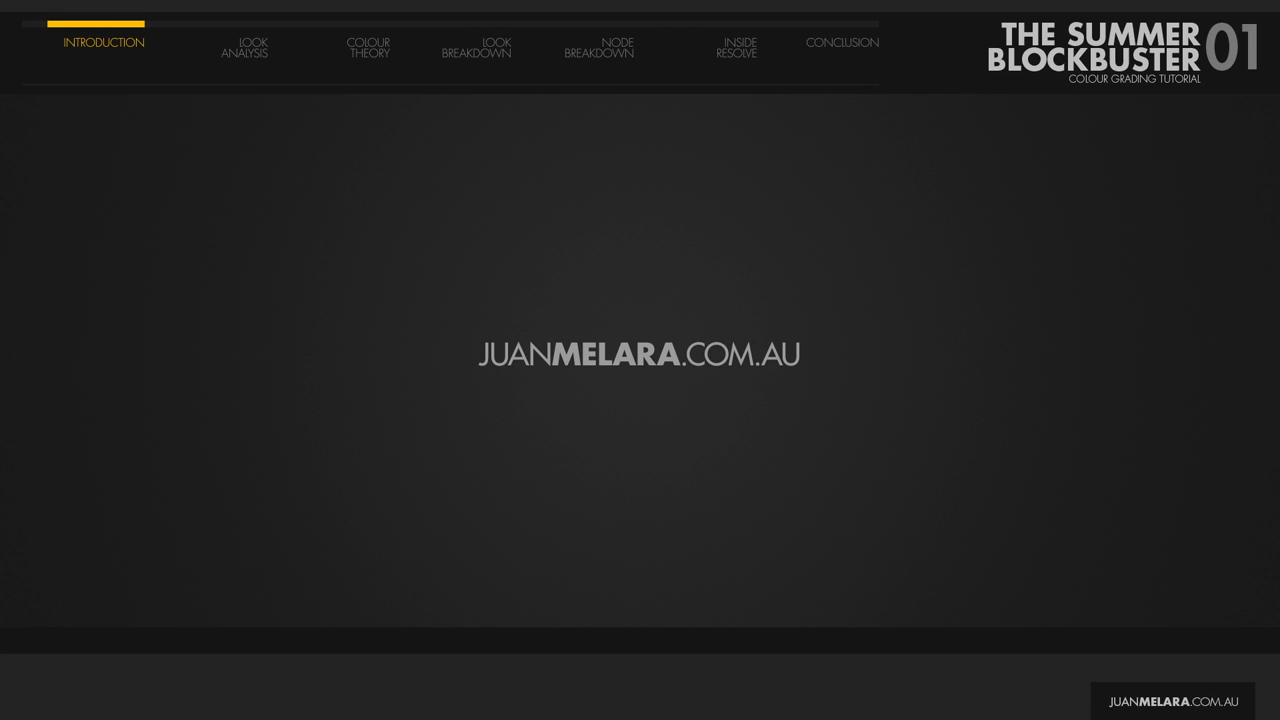 INTRODUCTION
LOOK
ANALYSIS
COLOUR
THEORY
LOOK
BREAKDOWN
NODE
BREAKDOWN
INSIDE
RESOLVE
CONCLUSION
THE SUMMER
BLOCKBUSTER
01
COLOUR GRADING TUTORIAL
JUANMELARA.COM.AU
JUANMELARA.COM.AU